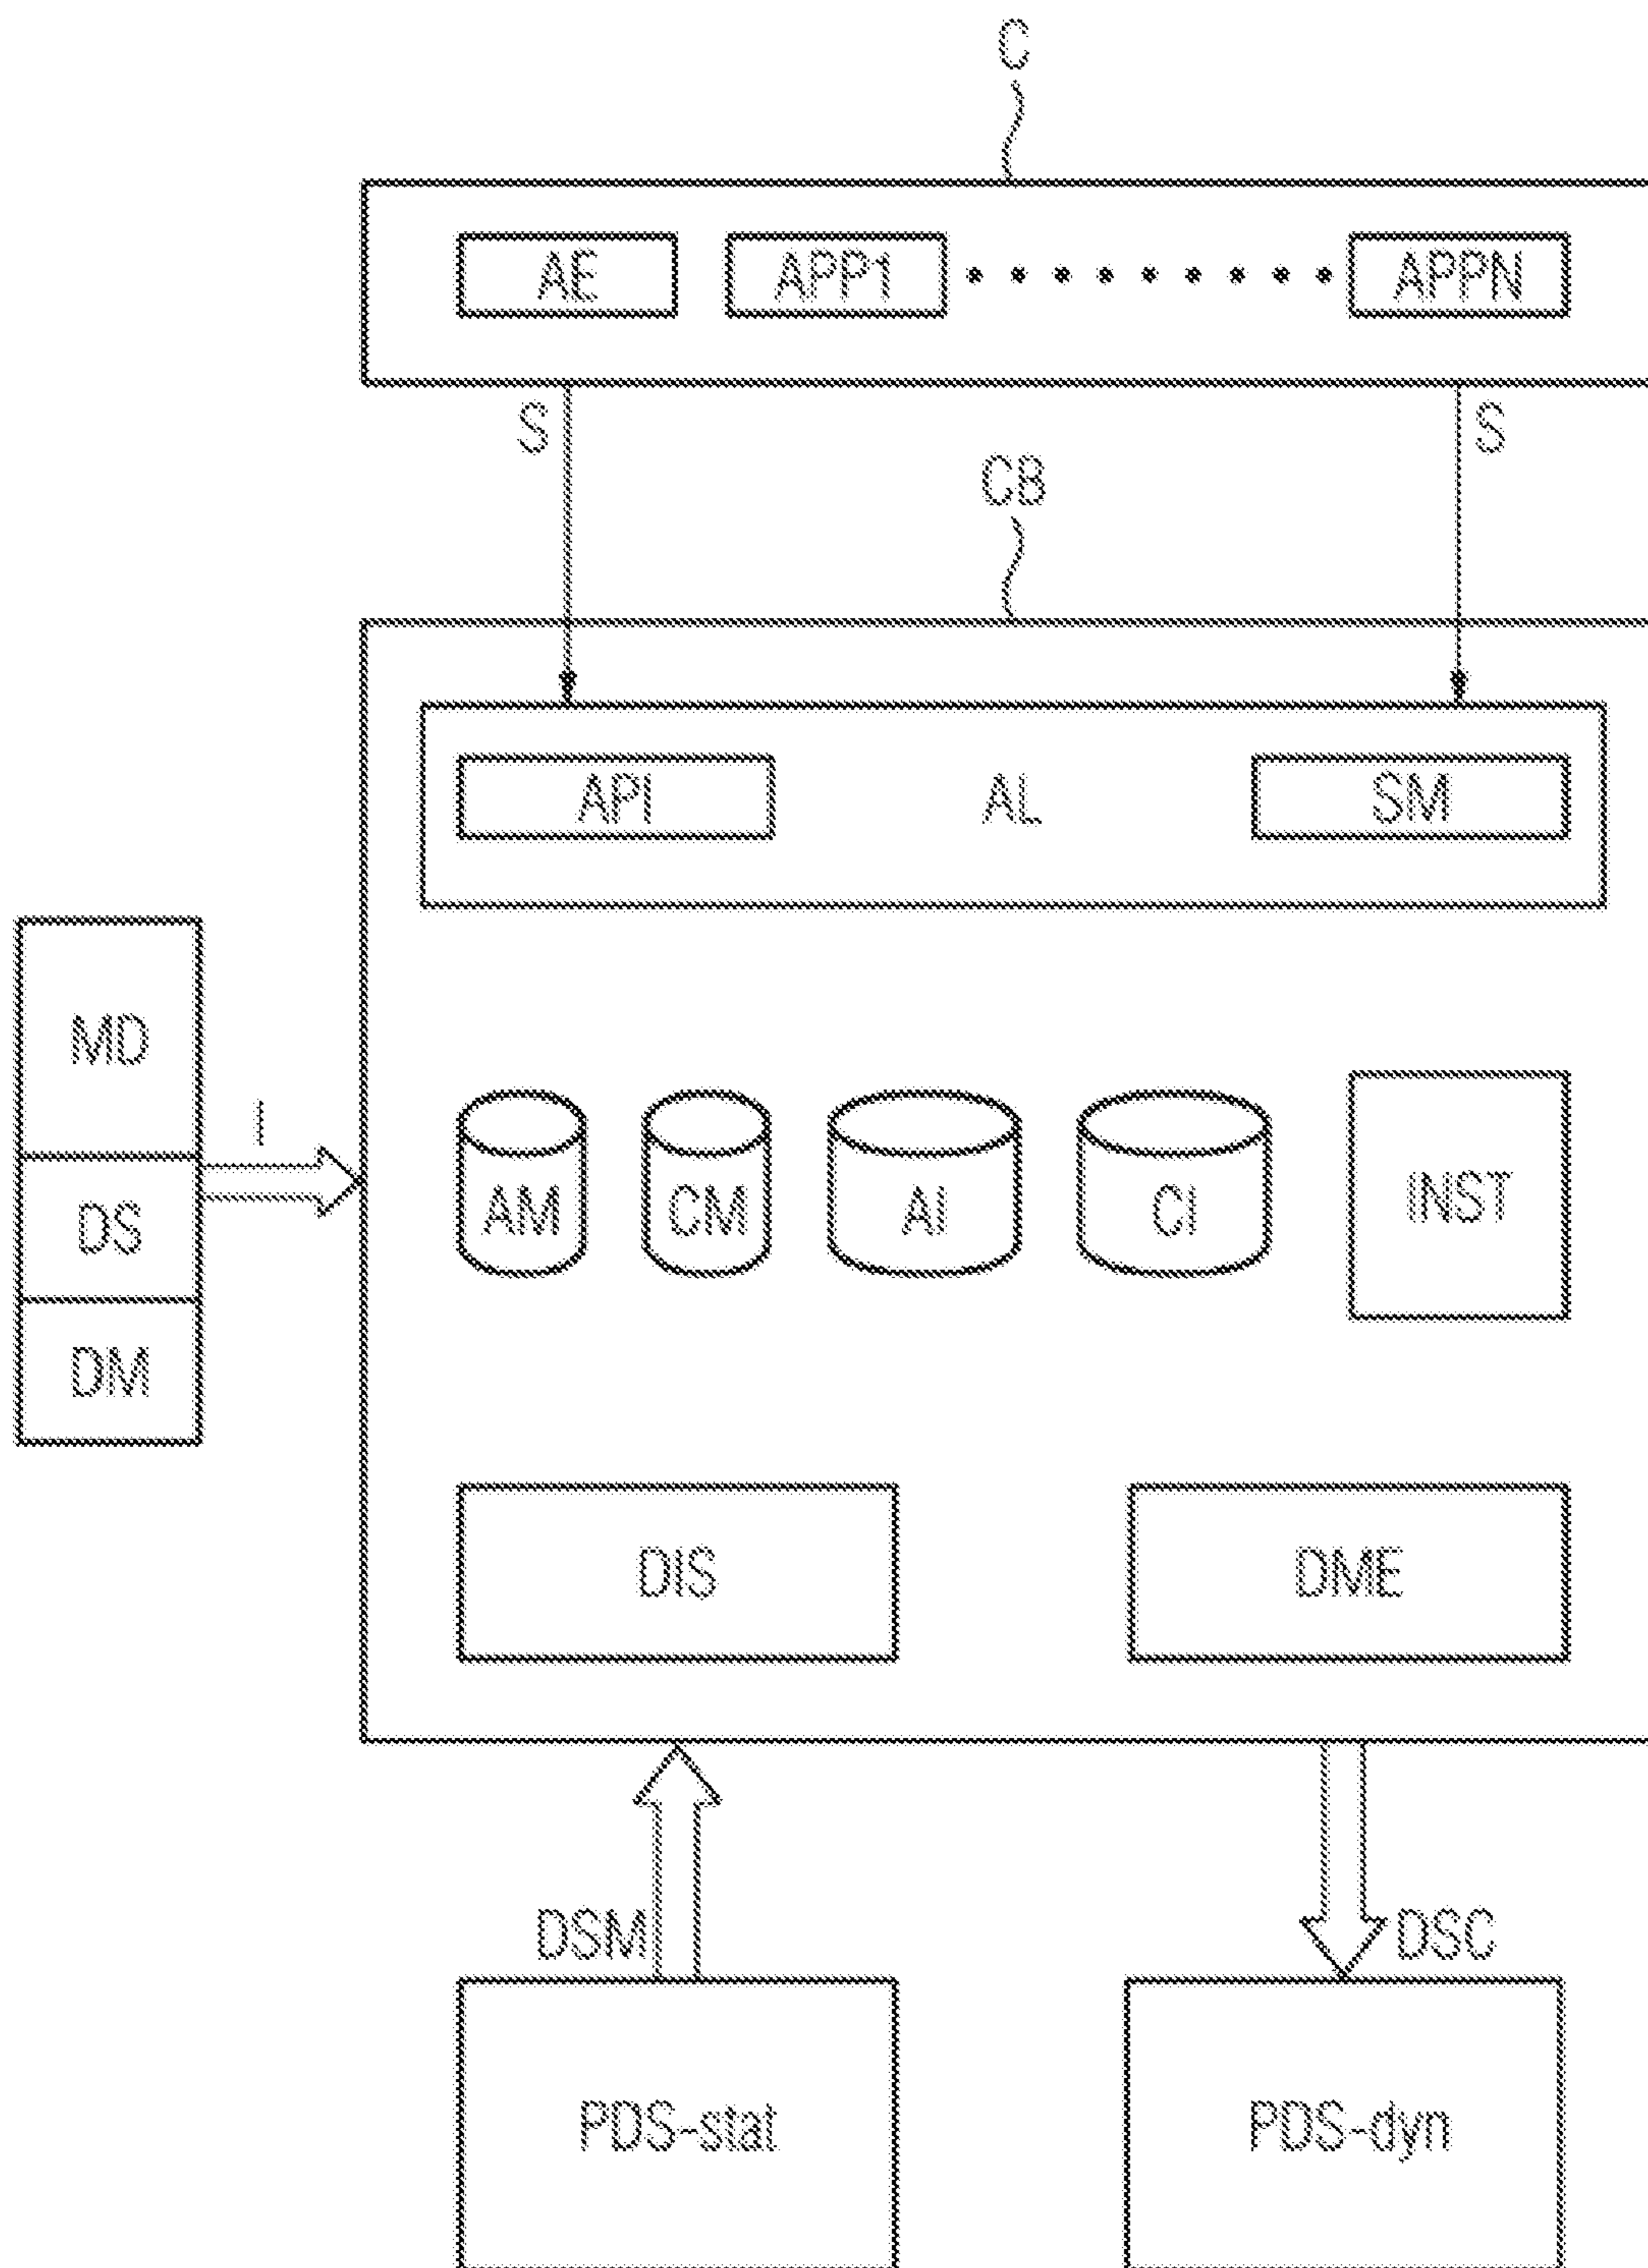 C
AE APP1 APPN
S S
CB
API AL SM
MD
I
DS
DM
AM CM AI CI INST
DIS DME
DSM DSC
PDS-stat PDS-dyn